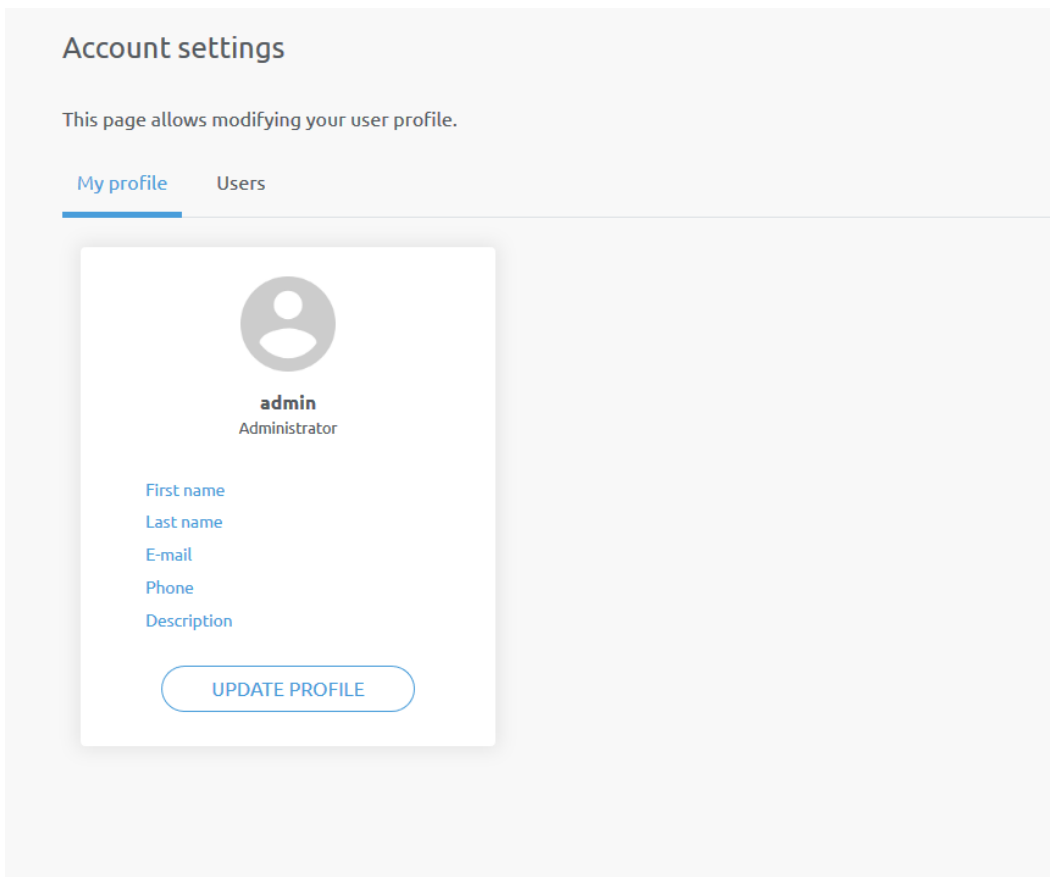 Account settings
This page allows modifying your user profile.
My profile Users
admin
Administrator
First name
Last name
E-mail
Phone
Description
UPDATE PROFILE